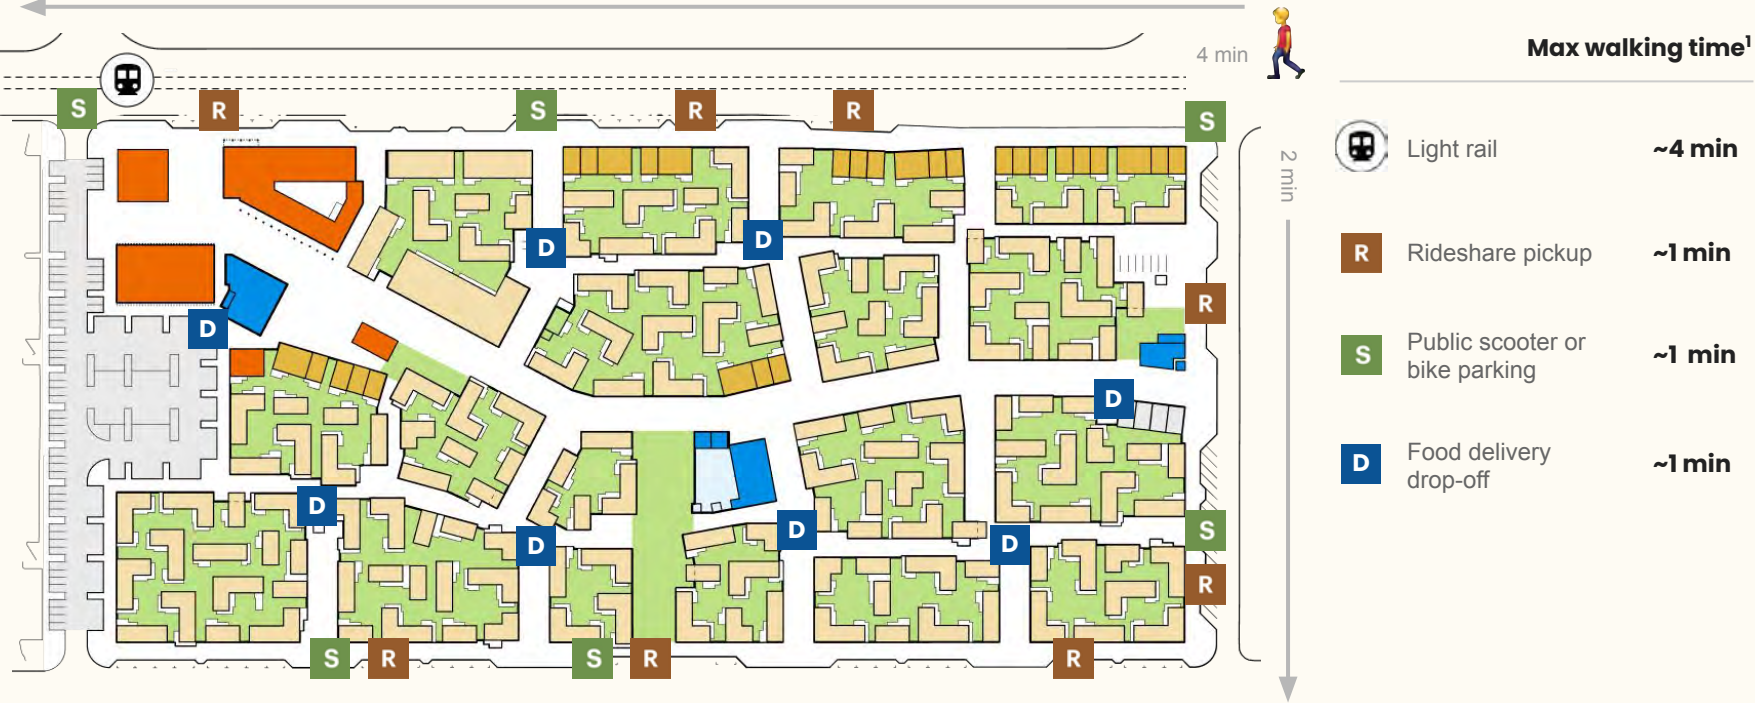 4 min
Max walking time¹
S
R
S
R
R
S
2 min
Light rail
~4 min
D
D
R
Rideshare pickup
~1 min
R
D
S
Public scooter or
bike parking
~1 min
D
D
Food delivery
drop-off
~1 min
D
D
D
D
S
R
S
R
S
R
R